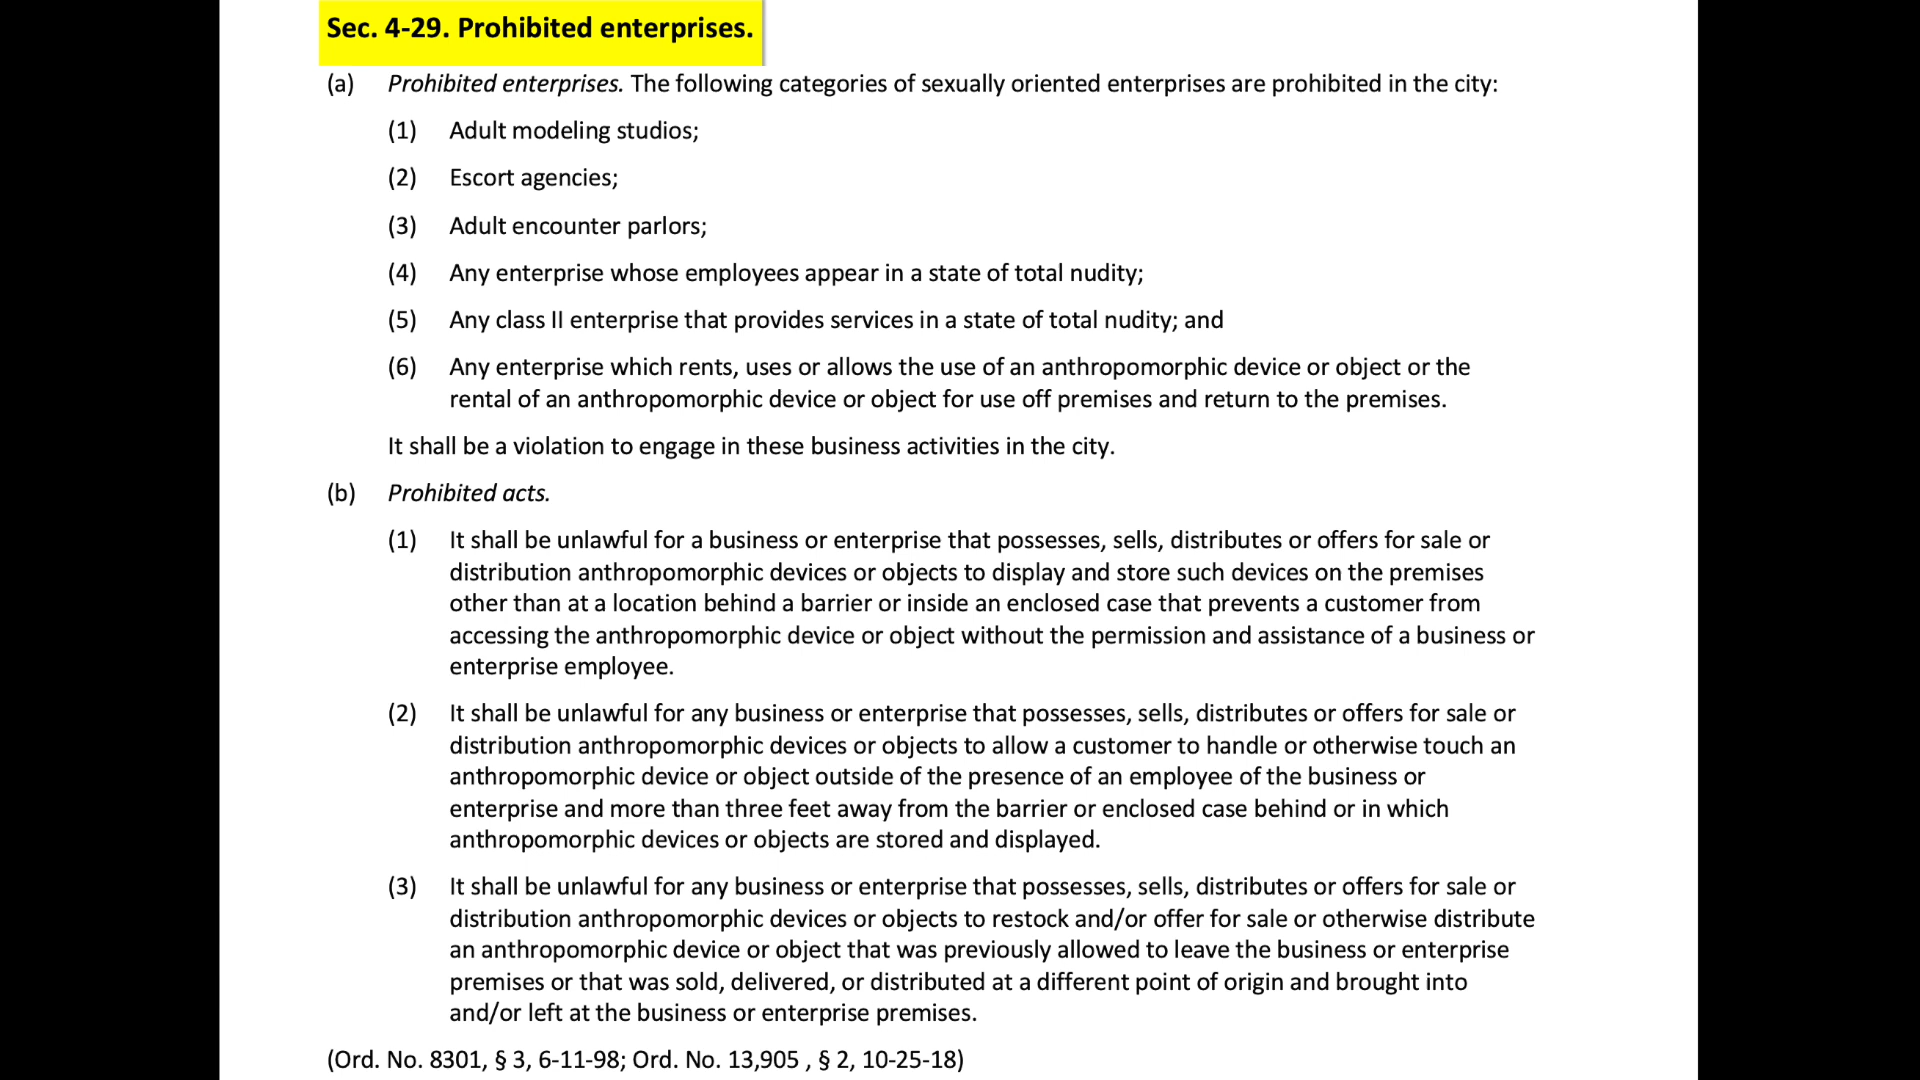 Sec. 4-29. Prohibited enterprises.
(a) Prohibited enterprises. The following categories of sexually oriented enterprises are prohibited in the city:
(1) Adult modeling studios;
(2) Escort agencies;
(3) Adult encounter parlors;
(4) Any enterprise whose employees appear in a state of total nudity;
(5) Any class II enterprise that provides services in a state of total nudity; and
(6) Any enterprise which rents, uses or allows the use of an anthropomorphic device or object or the
rental of an anthropomorphic device or object for use off premises and return to the premises.
It shall be a violation to engage in these business activities in the city.
(b) Prohibited acts.
(1) It shall be unlawful for a business or enterprise that possesses, sells, distributes or offers for sale or
distribution anthropomorphic devices or objects to display and store such devices on the premises
other than at a location behind a barrier or inside an enclosed case that prevents a customer from
accessing the anthropomorphic device or object without the permission and assistance of a business or
enterprise employee.
(2) It shall be unlawful for any business or enterprise that possesses, sells, distributes or offers for sale or
distribution anthropomorphic devices or objects to allow a customer to handle or otherwise touch an
anthropomorphic device or object outside of the presence of an employee of the business or
enterprise and more than three feet away from the barrier or enclosed case behind or in which
anthropomorphic devices or objects are stored and displayed.
(3) It shall be unlawful for any business or enterprise that possesses, sells, distributes or offers for sale or
distribution anthropomorphic devices or objects to restock and/or offer for sale or otherwise distribute
an anthropomorphic device or object that was previously allowed to leave the business or enterprise
premises or that was sold, delivered, or distributed at a different point of origin and brought into
and/or left at the business or enterprise premises.
(Ord. No. 8301, § 3, 6-11-98; Ord. No. 13,905 , § 2, 10-25-18)